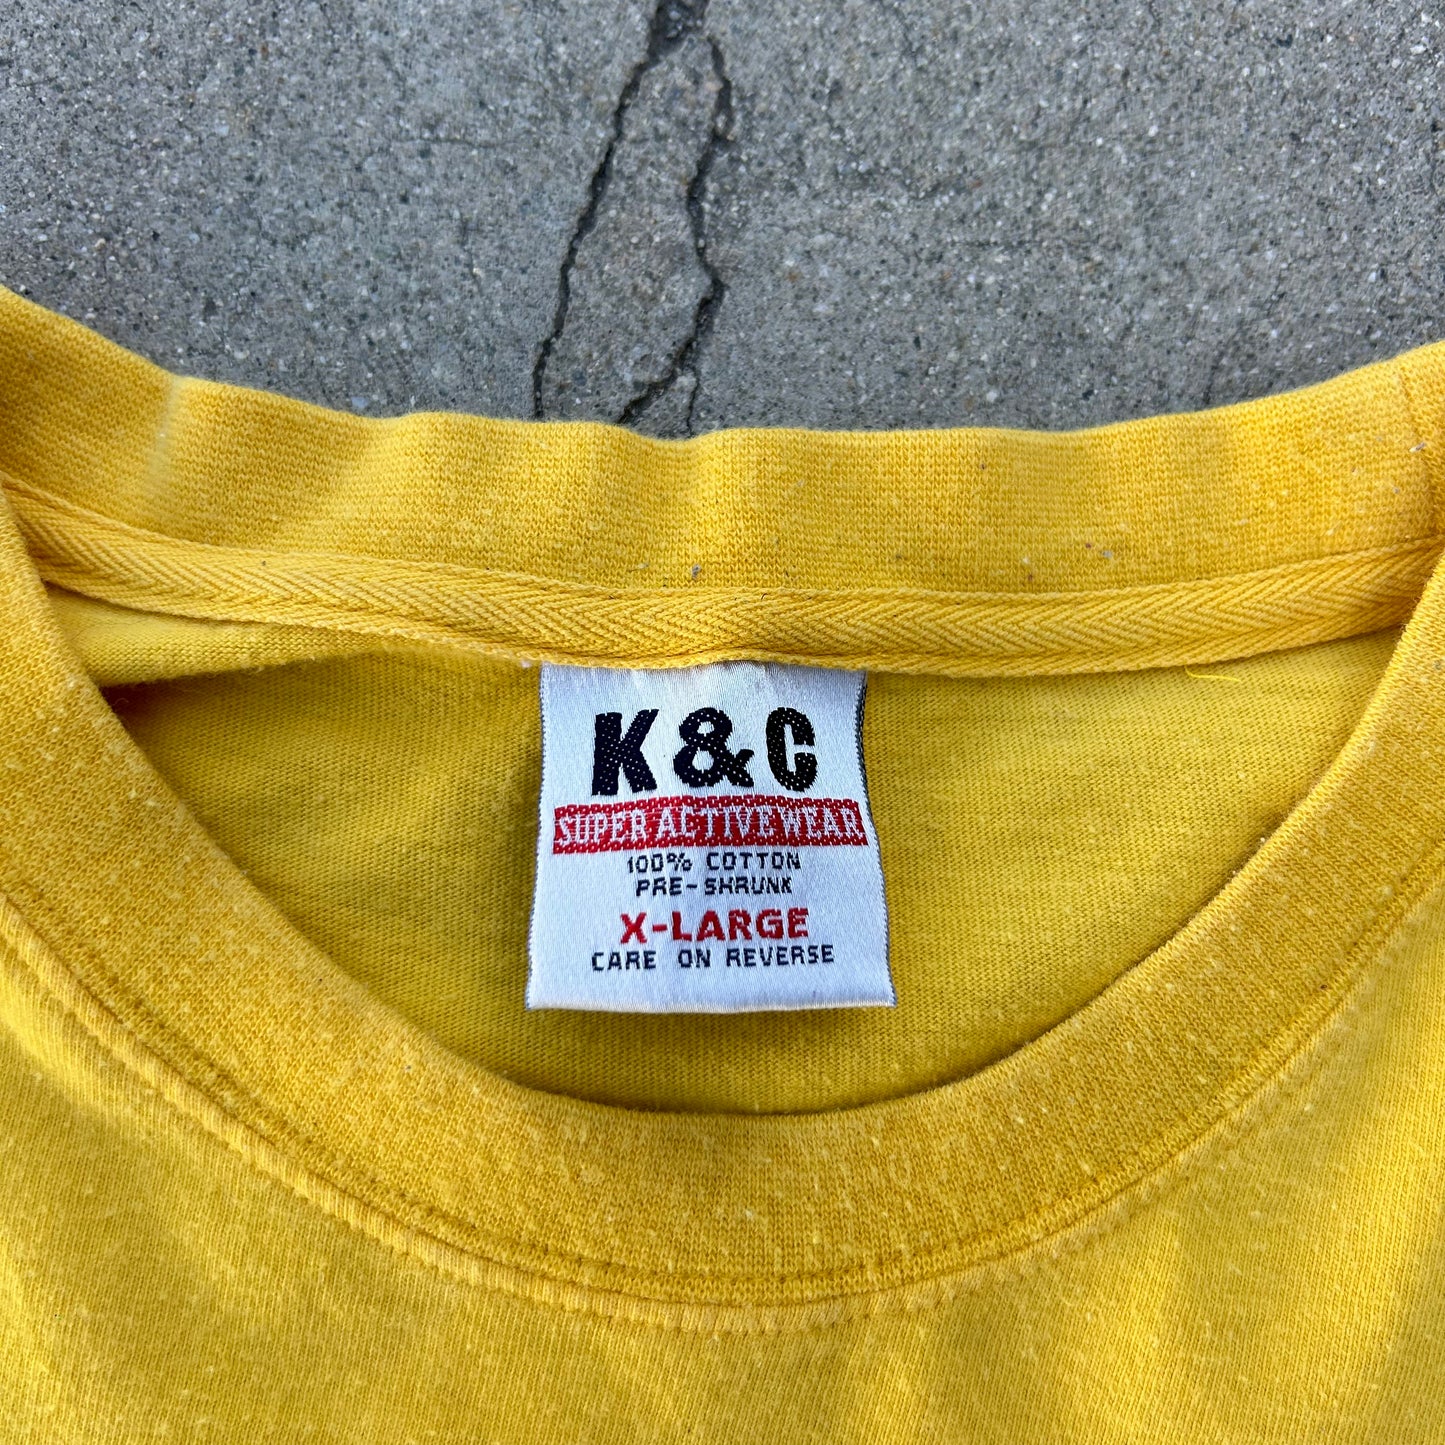 K & C
SUPER ACTIVE WEAR
100% COTTON
PRE-SHRUNK
X-LARGE
CARE ON REVERSE